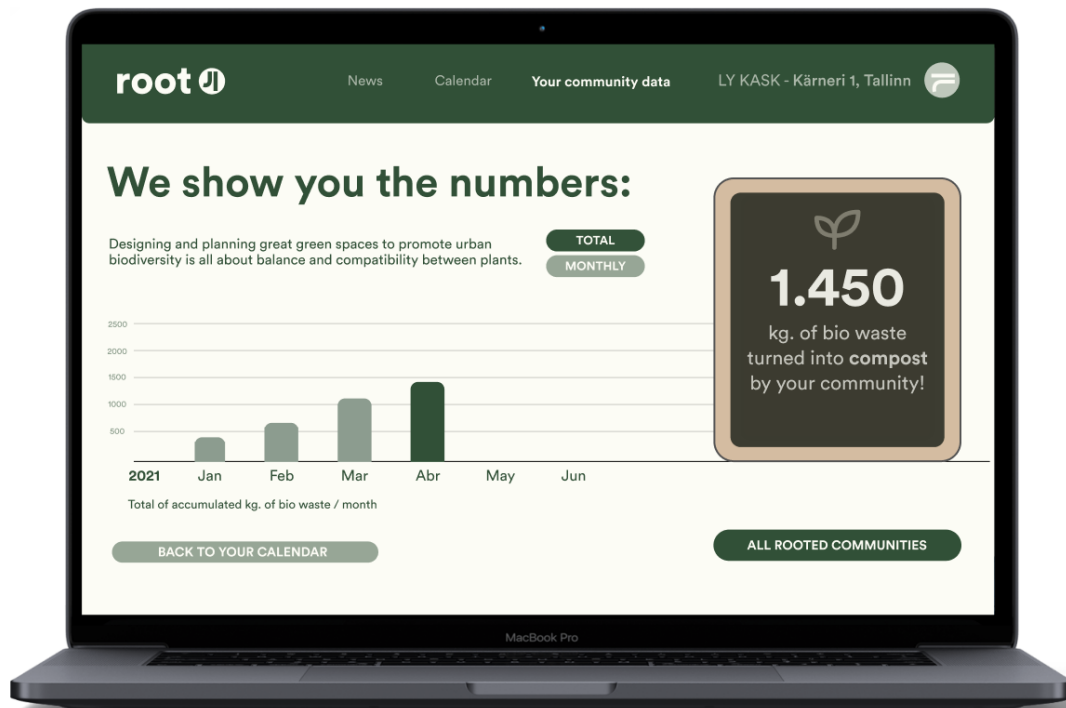 root
News
Calendar
Your community data
LY KASK - Kärneri 1, Tallinn
We show you the numbers:
Designing and planning great green spaces to promote urban
biodiversity is all about balance and compatibility between plants.
TOTAL
MONTHLY
1.450
kg. of bio waste
turned into compost
by your community!
2500
2000
1500
1000
500
2021 Jan Feb Mar Abr May Jun
Total of accumulated kg. of bio waste / month
BACK TO YOUR CALENDAR
ALL ROOTED COMMUNITIES
MacBook Pro